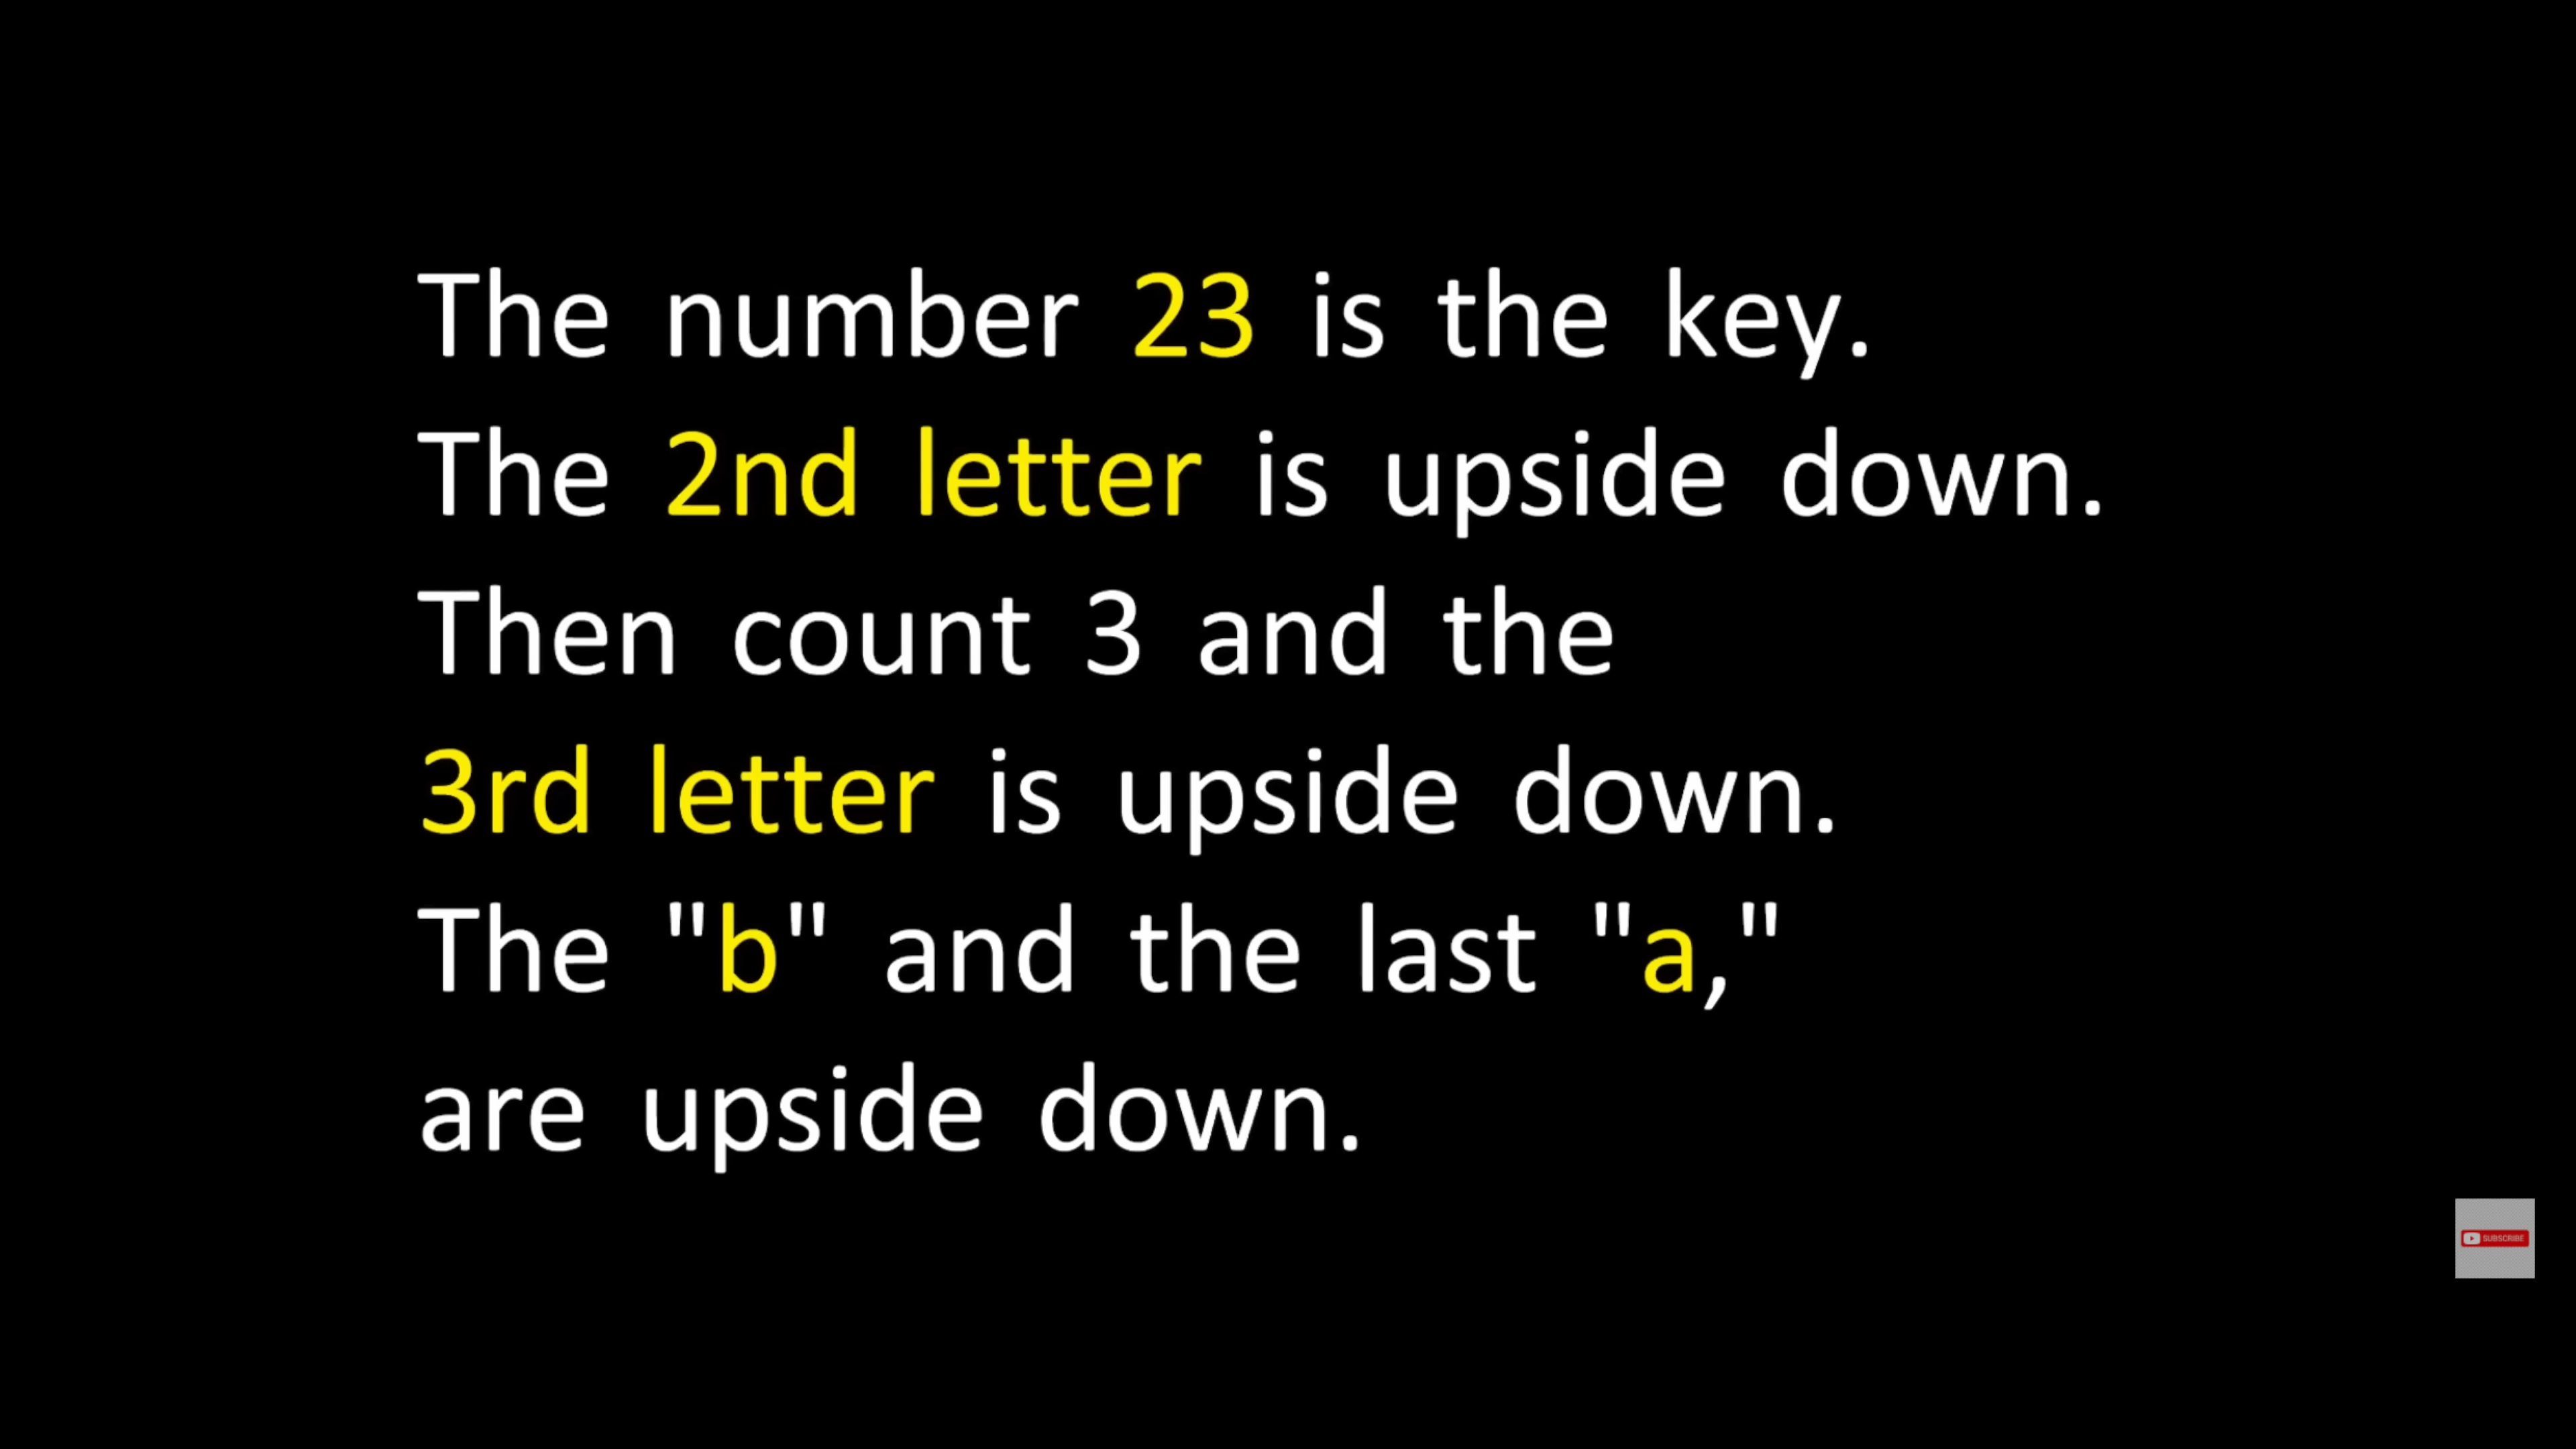 The number 23 is the key.
The 2nd letter is upside down.
Then count 3 and the
3rd letter is upside down.
The "b" and the last "a,"
are upside down.
SUBSCRIBE